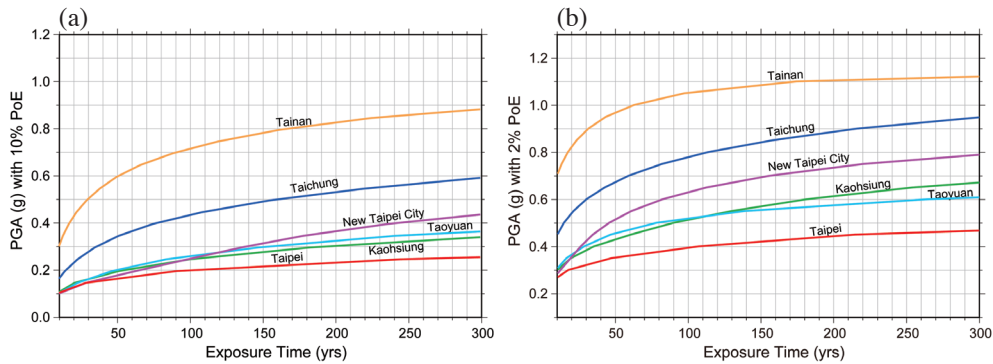 (a)
PGA (g) with 10% PoE
1.2
1.0
0.8
0.6
0.4
0.2
0.0
Tainan
Taichung
New Taipei City
Taoyuan
Kaohsiung
Taipei
50 100 150 200 250 300
Exposure Time (yrs)
(b)
PGA (g) with 2% PoE
1.2
1.0
0.8
0.6
0.4
0.2
Tainan
Taichung
New Taipei City
Kaohsiung
Taoyuan
Taipei
50 100 150 200 250 300
Exposure Time (yrs)